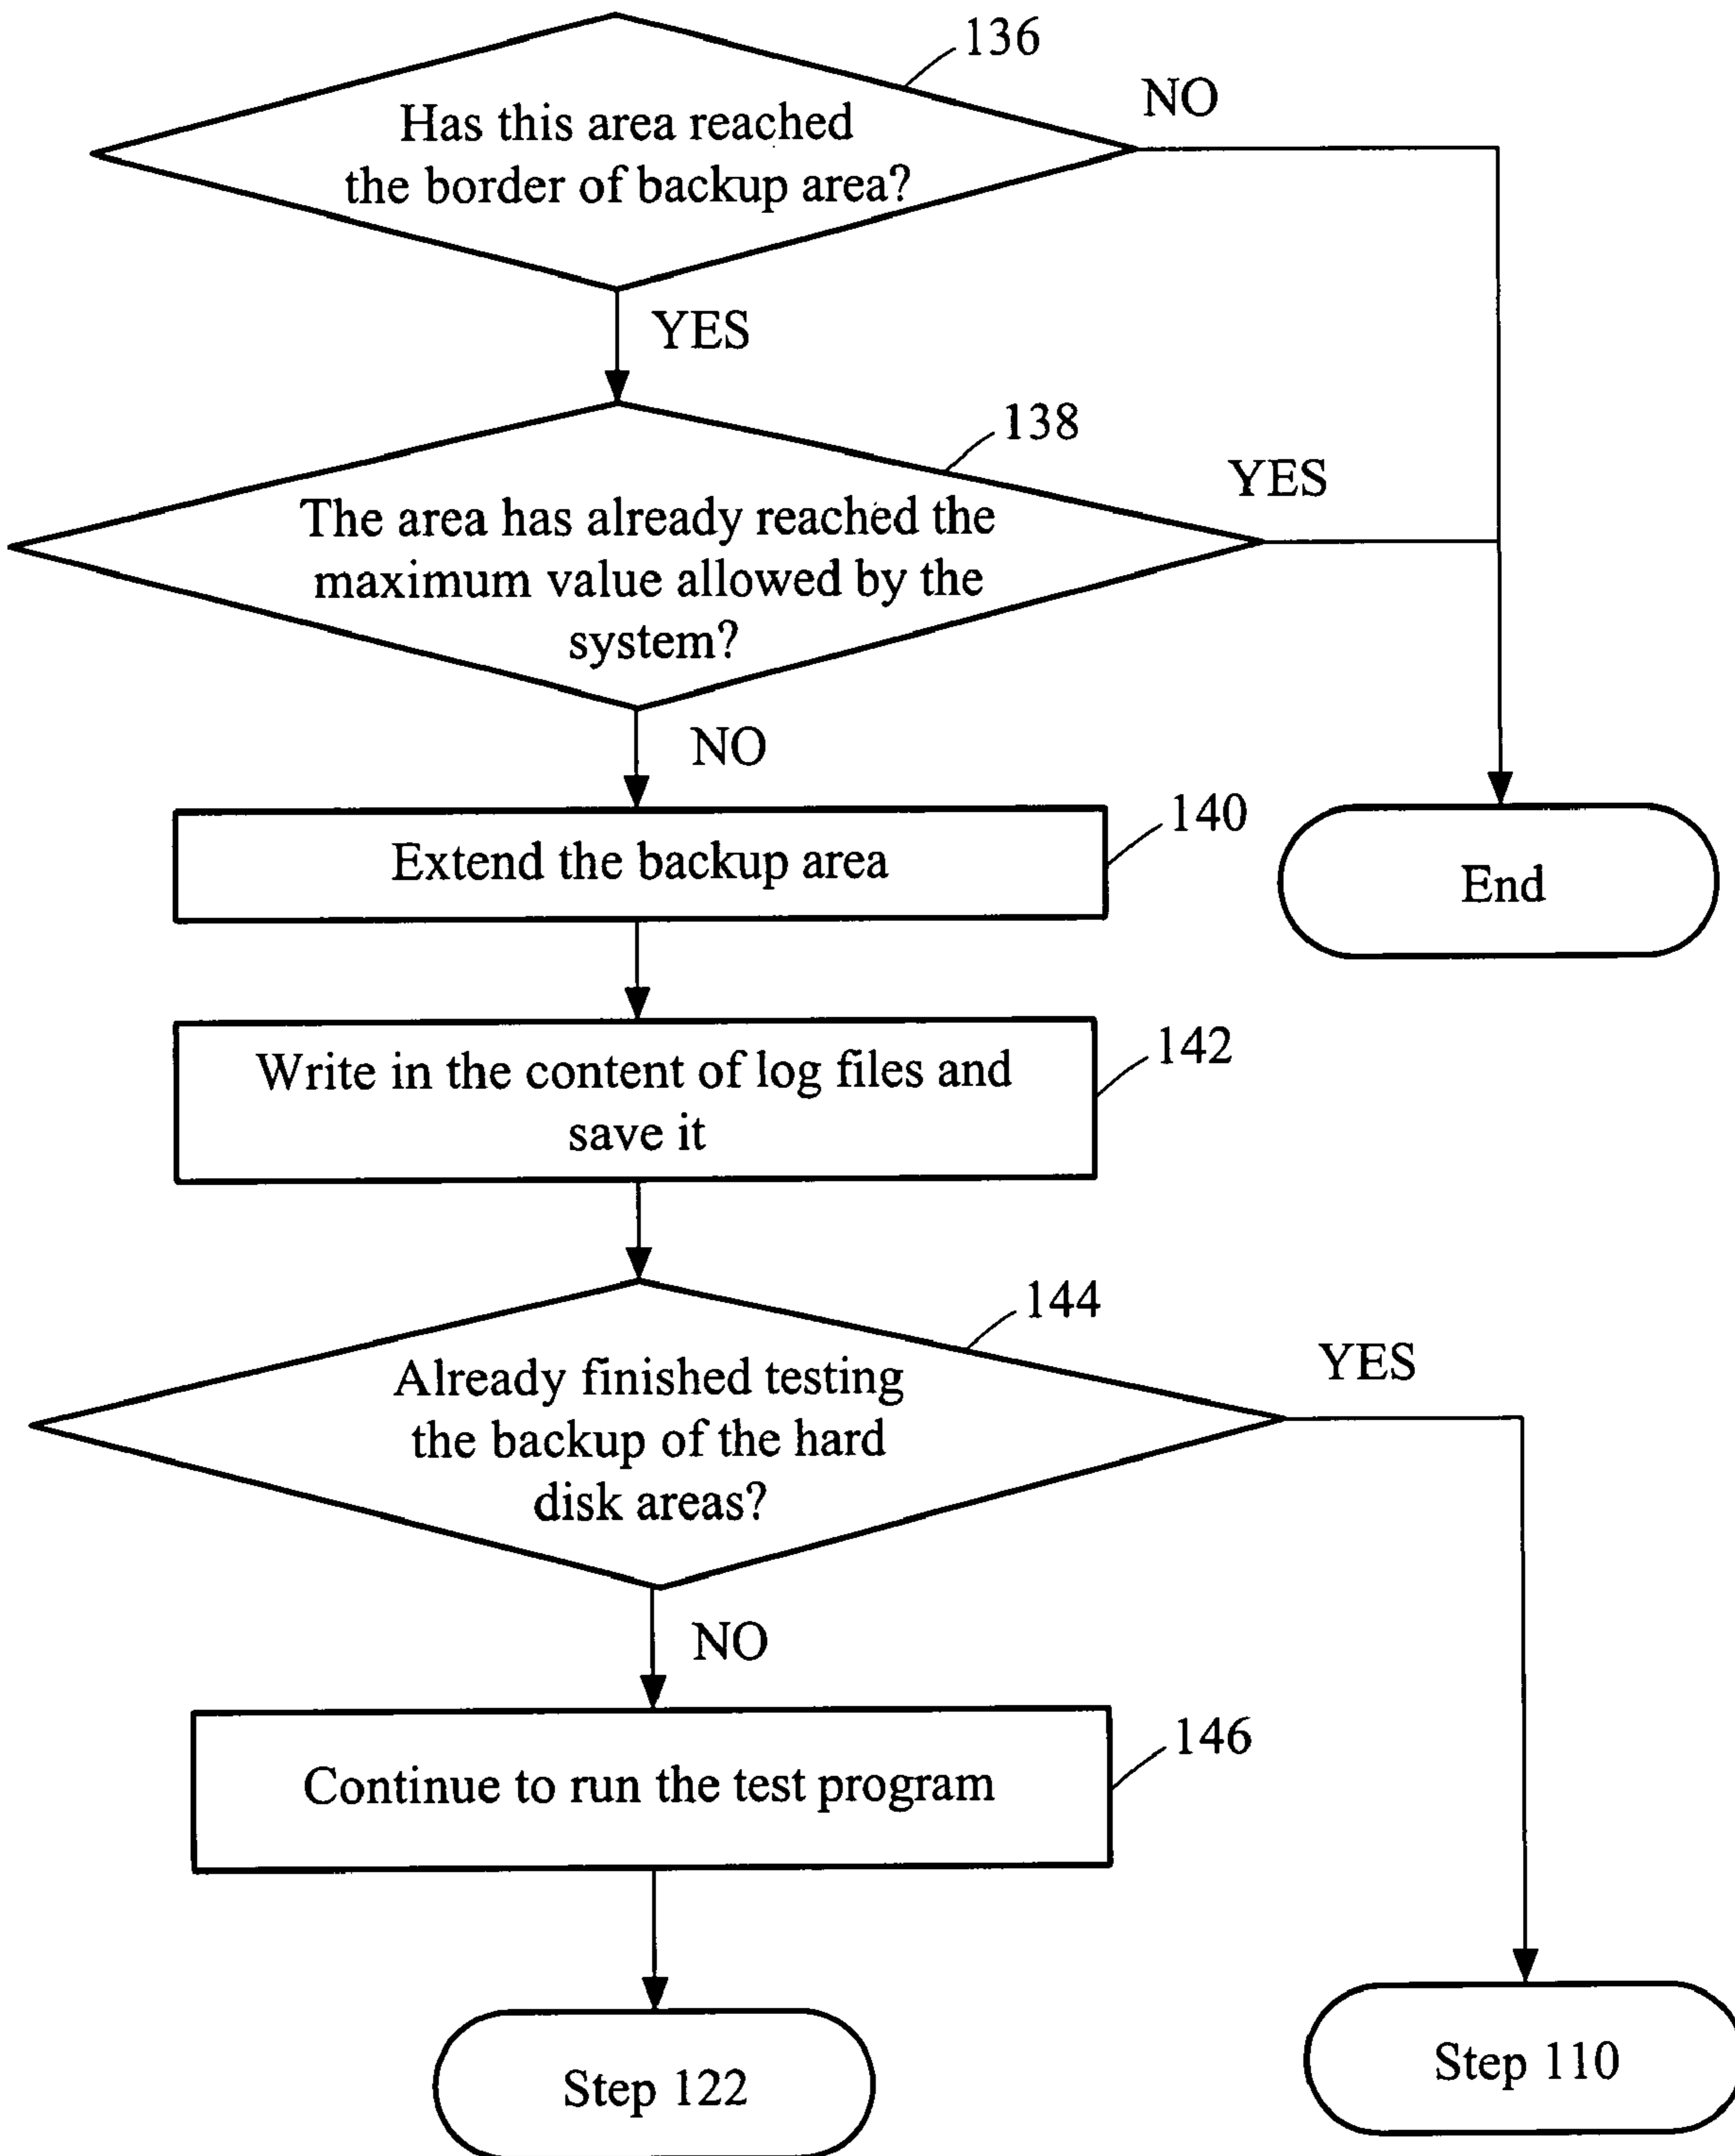 136
NO
Has this area reached
the border of backup area?
YES
138
YES
The area has already reached the
maximum value allowed by the
system?
NO
140
Extend the backup area
End
142
Write in the content of log files and
save it
144
YES
Already finished testing
the backup of the hard
disk areas?
NO
146
Continue to run the test program
Step 122
Step 110